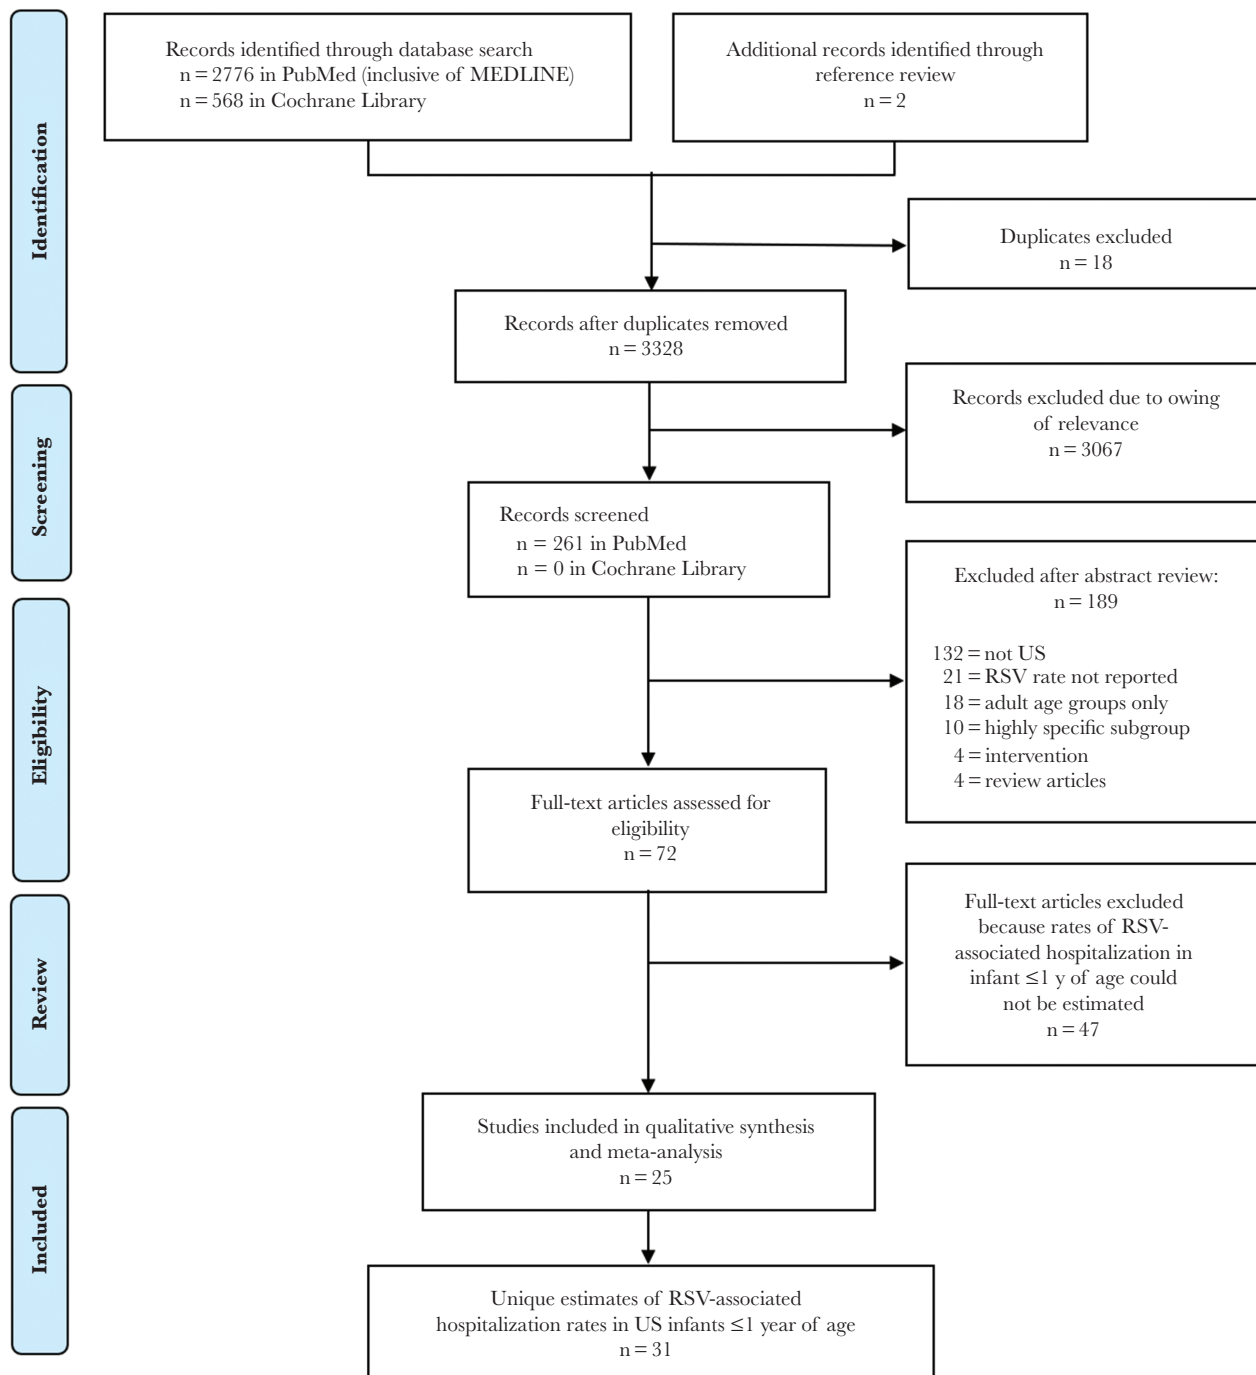 Identification
Records identified through database search
n = 2776 in PubMed (inclusive of MEDLINE)
n = 568 in Cochrane Library
Additional records identified through
reference review
n = 2
Duplicates excluded
n = 18
Records after duplicates removed
n = 3328
Screening
Records excluded due to owing
of relevance
n = 3067
Records screened
n = 261 in PubMed
n = 0 in Cochrane Library
Eligibility
Excluded after abstract review:
n = 189
132 = not US
21 = RSV rate not reported
18 = adult age groups only
10 = highly specific subgroup
4 = intervention
4 = review articles
Full-text articles assessed for
eligibility
n = 72
Review
Full-text articles excluded
because rates of RSV-
associated hospitalization in
infant ≤1 y of age could
not be estimated
n = 47
Included
Studies included in qualitative synthesis
and meta-analysis
n = 25
Unique estimates of RSV-associated
hospitalization rates in US infants ≤1 year of age
n = 31